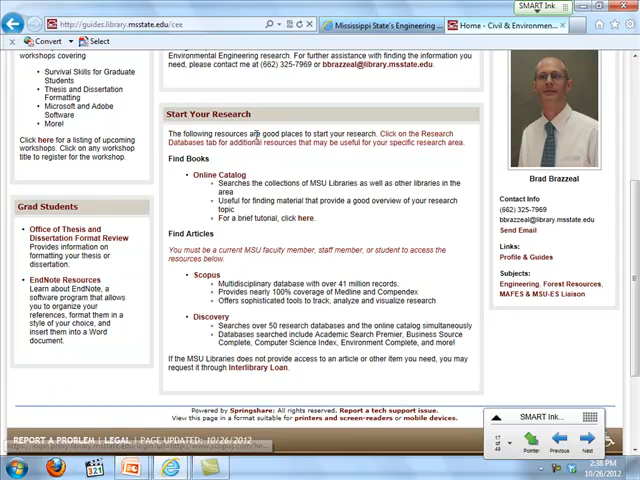 SMART Ink
http://guides.library.msstate.edu/cee
Mississippi State's Engineering ...
Home - Civil & Environmen...
Convert
Select
workshops covering
Survival Skills for Graduate
Students
Thesis and Dissertation
Formatting
Microsoft and Adobe
Software
More!
Click here for a listing of upcoming
workshops. Click on any workshop
title to register for the workshop.
Grad Students
Office of Thesis and
Dissertation Format Review
Provides information on
formatting your thesis or
dissertation.
EndNote Resources
Learn about EndNote, a
software program that allows
you to organize your
references, format them in a
style of your choice, and
insert them into a Word
document.
Environmental Engineering research. For further assistance with finding the information you
need, please contact me at (662) 325-7969 or bbrazzeal@library.msstate.edu.
Start Your Research
The following resources are good places to start your research. Click on the Research
Databases tab for additional resources that may be useful for your specific research area.
Find Books
Online Catalog
Searches the collections of MSU Libraries as well as other libraries in the
area
Useful for finding material that provide a good overview of your research
topic
For a brief tutorial, click here.
Find Articles
You must be a current MSU faculty member, staff member, or student to access the
resources below.
Scopus
Multidisciplinary database with over 41 million records.
Provides nearly 100% coverage of Medline and Compendex
Offers sophisticated tools to track, analyze and visualize research
Discovery
Searches over 50 research databases and the online catalog simultaneously
Databases searched include Academic Search Premier, Business Source
Complete, Computer Science Index, Environment Complete, and more!
If the MSU Libraries does not provide access to an article or other item you need, you may
request it through Interlibrary Loan.
Brad Brazzeal
Contact Info
(662) 325-7969
bbrazzeal@library.msstate.edu
Send Email
Links:
Profile & Guides
Subjects:
Engineering, Forest Resources,
MAFES & MSU-ES Liaison
Powered by Springshare; All rights reserved. Report a tech support issue.
View this page in a format suitable for printers and screen-readers or mobile devices.
REPORT A PROBLEM | LEGAL | PAGE UPDATED: 10/26/2012
SMART Ink...
17
of
49
Pointer
Previous
Next
2:38 PM
10/26/2012